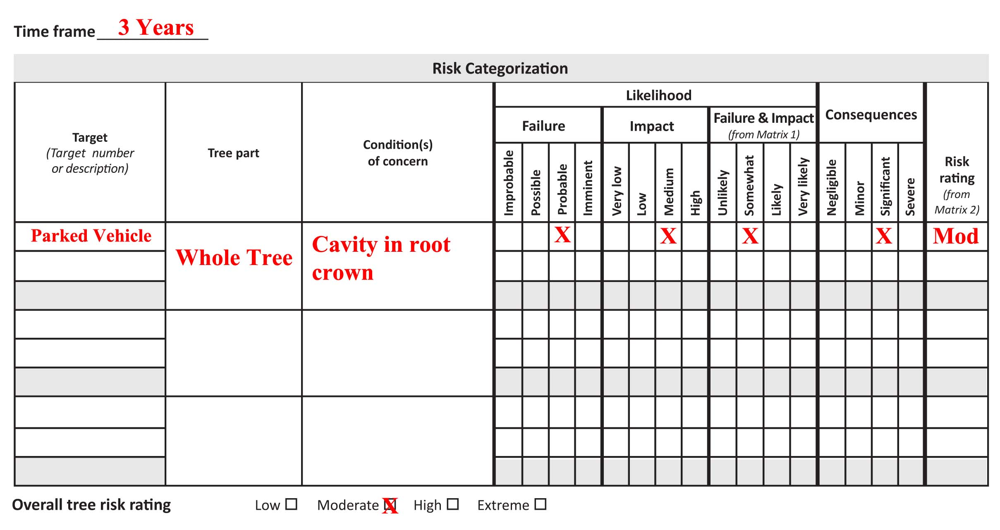 Time frame 3 Years
Risk Categorization
Target
(Target number
or description)
Tree part
Condition(s)
of concern
Likelihood
Failure
Impact
Failure & Impact
(from Matrix 1)
Consequences
Risk
rating
(from
Matrix 2)
Improbable
Possible
Probable
Imminent
Very low
Low
Medium
High
Unlikely
Somewhat
Likely
Very likely
Negligible
Minor
Significant
Severe
Parked Vehicle
Whole Tree
Cavity in root
crown
X X X X Mod
Overall tree risk rating Low ☐ Moderate ☐ X High ☐ Extreme ☐